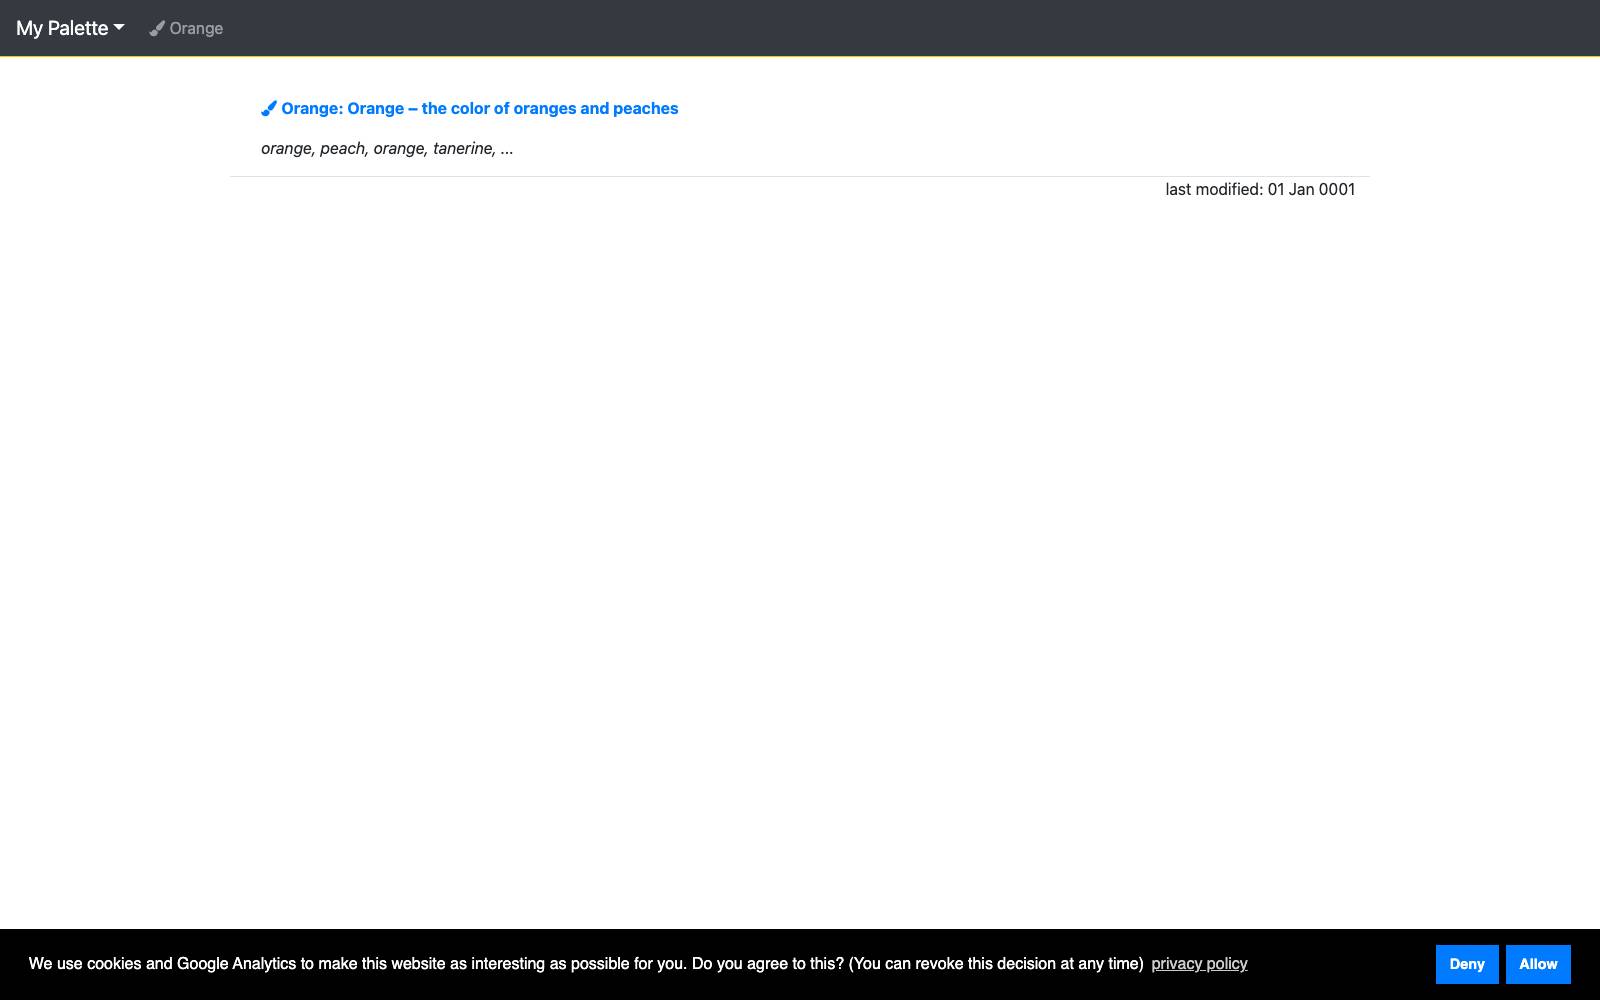 My Palette Orange
Orange: Orange – the color of oranges and peaches
orange, peach, orange, tanerine, ...
last modified: 01 Jan 0001
We use cookies and Google Analytics to make this website as interesting as possible for you. Do you agree to this? (You can revoke this decision at any time) privacy policy Deny Allow